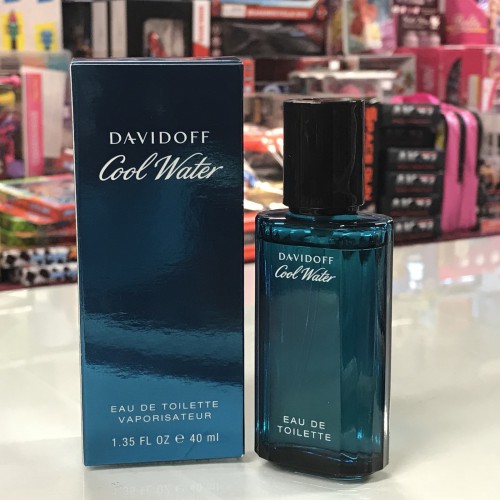 DAVIDOFF
Cool Water
EAU DE TOILETTE
VAPORISATEUR
1.35 FL OZ ℮ 40 ml
DAVIDOFF
Cool Water
EAU DE
TOILETTE